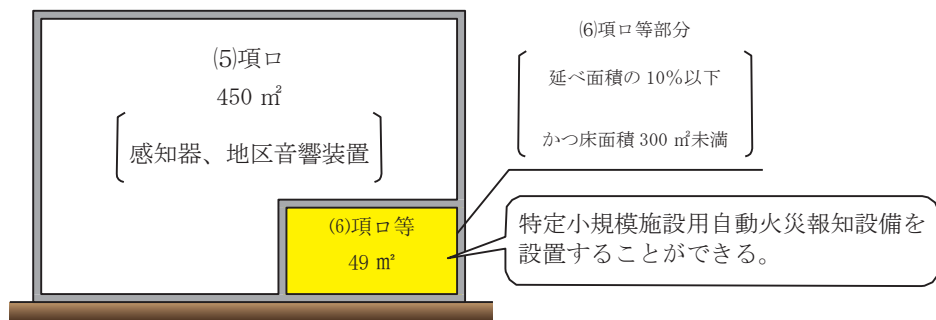 ⑸項ロ
450 ㎡
感知器、地区音響装置
⑹項ロ等
49 ㎡
⑹項ロ等部分
延べ面積の 10%以下
かつ床面積 300 ㎡未満
特定小規模施設用自動火災報知設備を
設置することができる。